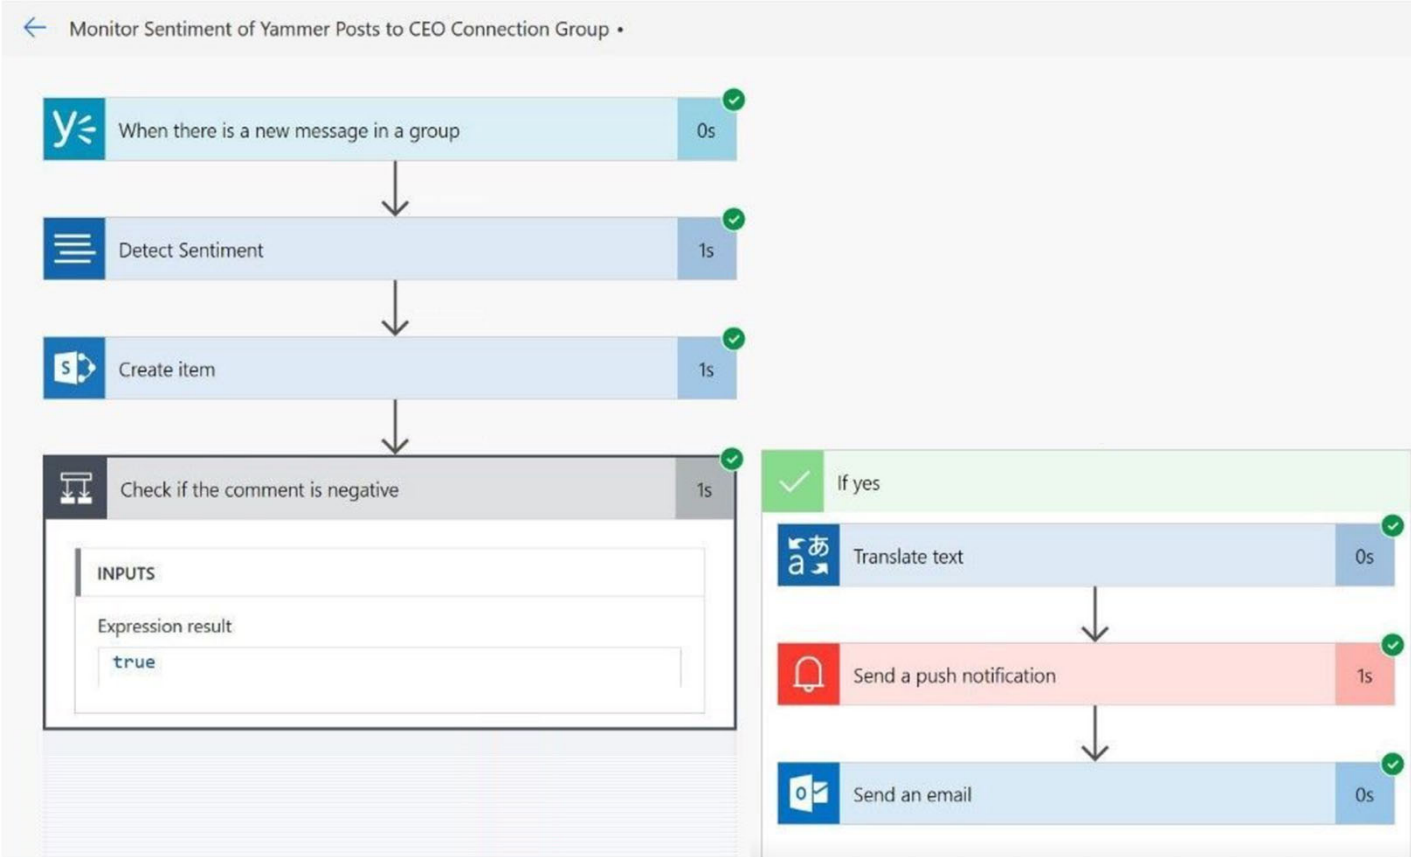 Monitor Sentiment of Yammer Posts to CEO Connection Group •
When there is a new message in a group
0s
Detect Sentiment
1s
S
Create item
1s
Check if the comment is negative
1s
INPUTS
Expression result
true
If yes
あ
a
Translate text
0s
Send a push notification
1s
o
Send an email
0s